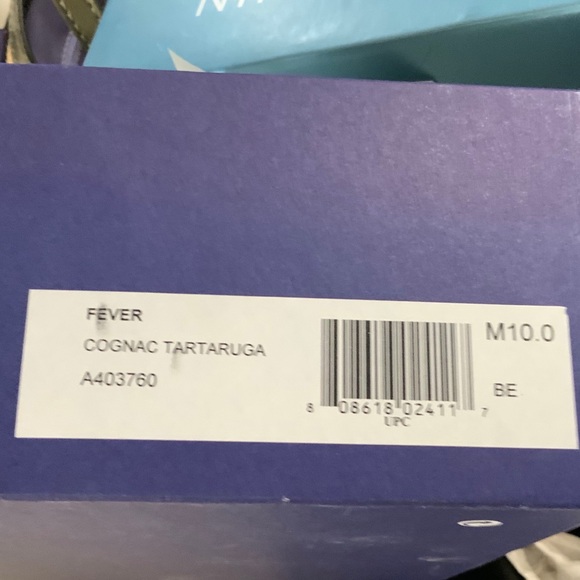 FEVER
COGNAC TARTARUGA
A403760
M10.0
BE
8 08618 02411 7
UPC